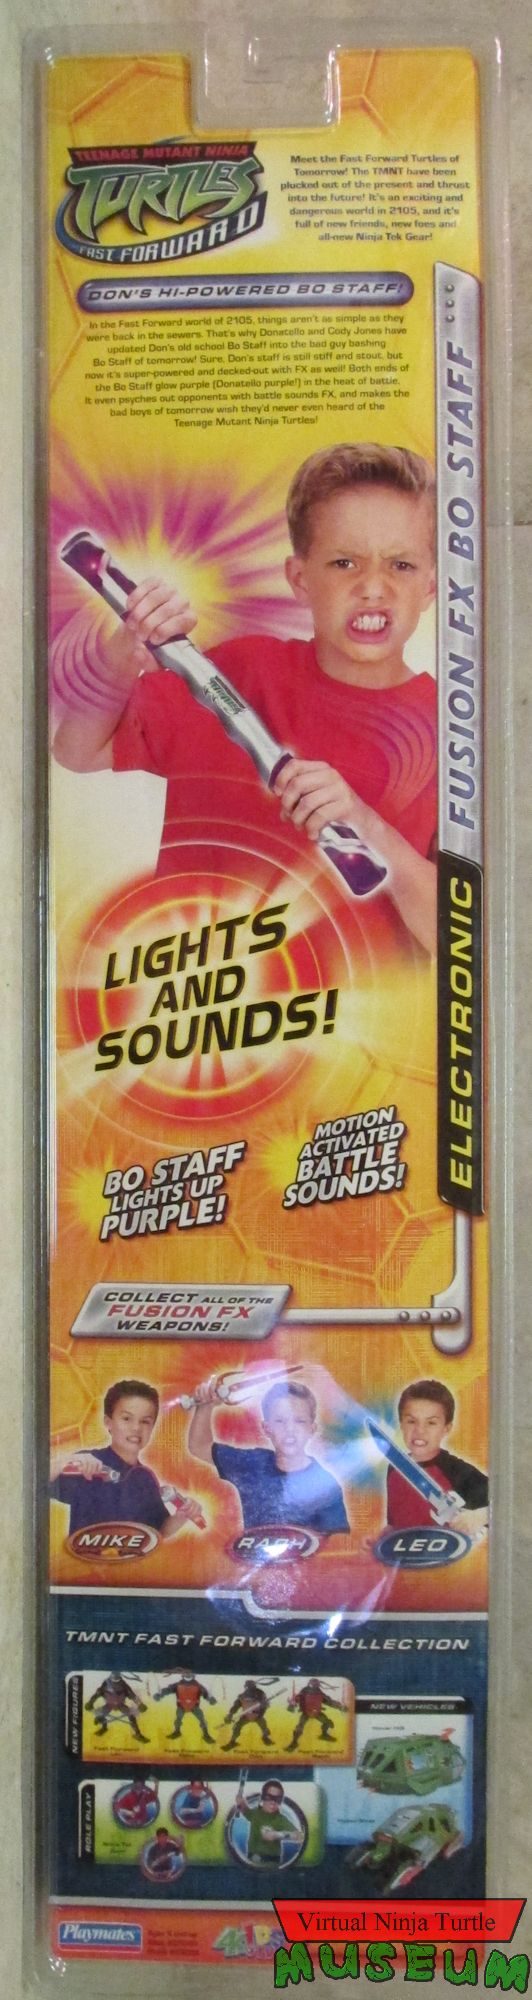 TEENAGE MUTANT NINJA
TURTLES
FAST FORWARD
Meet the Fast Forward Turtles of
Tomorrow! The TMNT have been
plucked out of the present and thrust
into the future! It's an exciting and
dangerous world in 2105, and it's
full of new friends, new foes and
all-new Ninja Tek Gear!
DON'S HI-POWERED BO STAFF!
In the Fast Forward world of 2105, things aren't as simple as they
were back in the sewers. That's why Donatello and Cody Jones have
updated Don's old school Bo Staff into the bad guy bashing
Bo Staff of tomorrow! Sure, Don's staff is still stiff and stout, but
now it's super-powered and decked-out with FX as well! Both ends of
the Bo Staff glow purple (Donatello purple!) in the heat of battle.
It even psyches out opponents with battle sounds FX, and makes the
bad boys of tomorrow wish they'd never even heard of the
Teenage Mutant Ninja Turtles!
ELECTRONIC FUSION FX BO STAFF
TURTLES
LIGHTS
AND
SOUNDS!
BO STAFF
LIGHTS UP
PURPLE!
MOTION
ACTIVATED
BATTLE
SOUNDS!
COLLECT ALL OF THE
FUSION FX
WEAPONS!
MIKE
RAPH
LEO
TMNT FAST FORWARD COLLECTION
NEW FIGURES
NEW VEHICLES
ROLE PLAY
Playmates
4KiDS
Virtual Ninja Turtle
MUSEUM